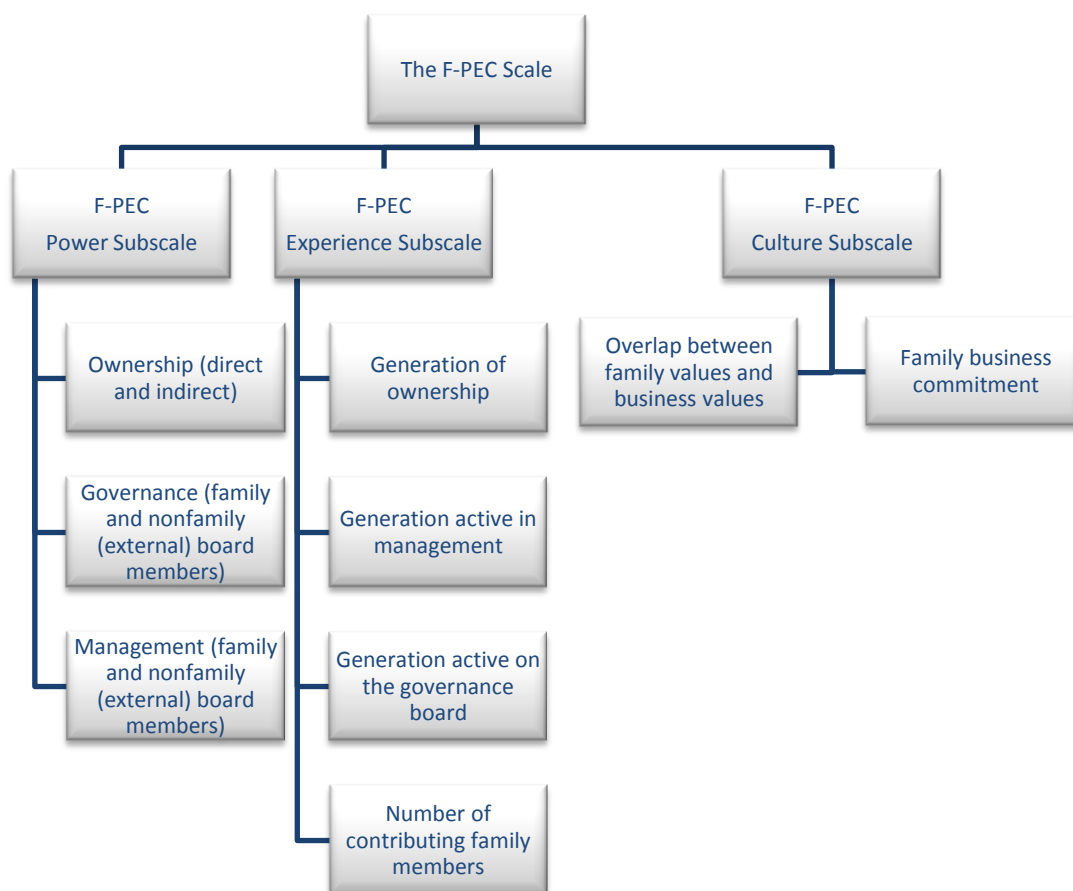 The F-PEC Scale
F-PEC
Power Subscale
F-PEC
Experience Subscale
F-PEC
Culture Subscale
Ownership (direct
and indirect)
Governance (family
and nonfamily
(external) board
members)
Management (family
and nonfamily
(external) board
members)
Generation of
ownership
Generation active in
management
Generation active on
the governance
board
Number of
contributing family
members
Overlap between
family values and
business values
Family business
commitment